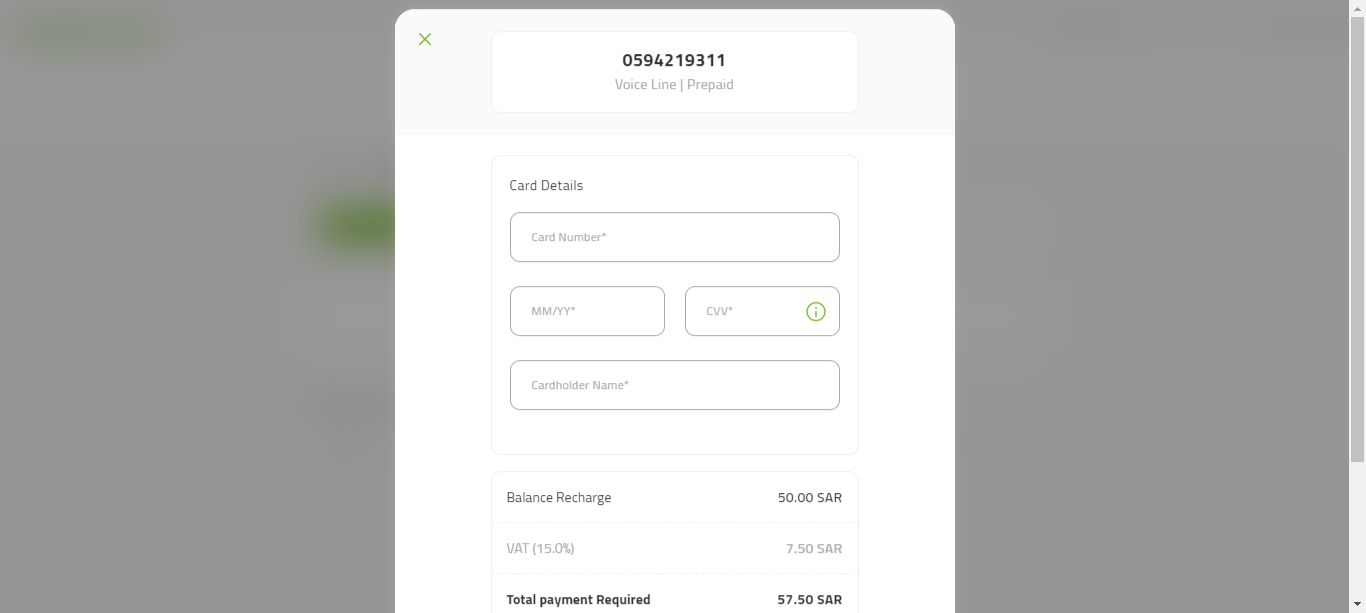 0594219311
Voice Line | Prepaid
Card Details
Card Number*
MM/YY*
CVV*
Cardholder Name*
Balance Recharge 50.00 SAR
VAT (15.0%) 7.50 SAR
Total payment Required 57.50 SAR